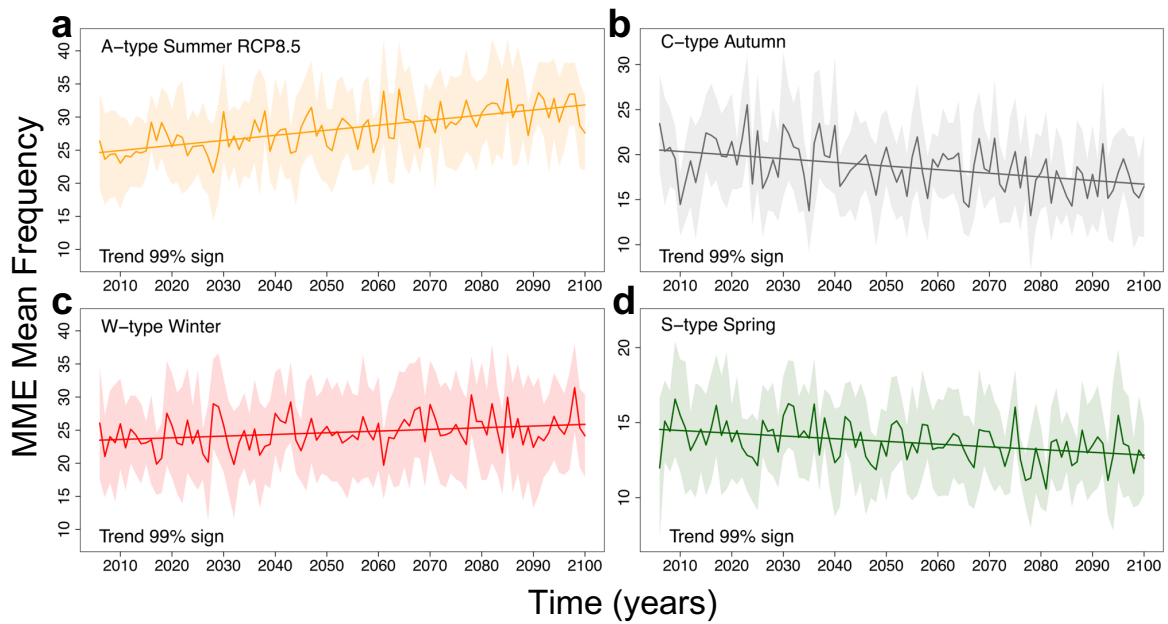 a
A-type Summer RCP8.5
40
35
30
25
20
15
10
Trend 99% sign
2010 2020 2030 2040 2050 2060 2070 2080 2090 2100
b
C-type Autumn
30
25
20
15
10
Trend 99% sign
2010 2020 2030 2040 2050 2060 2070 2080 2090 2100
c
W-type Winter
40
35
30
25
20
15
10
Trend 99% sign
2010 2020 2030 2040 2050 2060 2070 2080 2090 2100
d
S-type Spring
20
15
10
Trend 99% sign
2010 2020 2030 2040 2050 2060 2070 2080 2090 2100
MME Mean Frequency
Time (years)